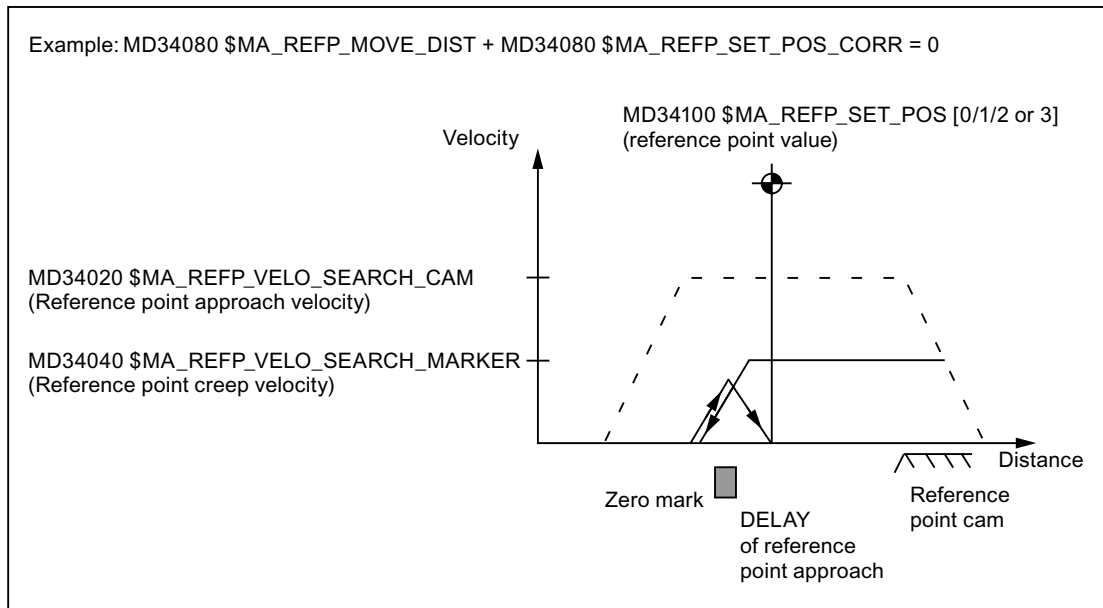 Example: MD34080 $MA_REFP_MOVE_DIST + MD34080 $MA_REFP_SET_POS_CORR = 0
MD34100 $MA_REFP_SET_POS [0/1/2 or 3]
(reference point value)
Velocity
MD34020 $MA_REFP_VELO_SEARCH_CAM
(Reference point approach velocity)
MD34040 $MA_REFP_VELO_SEARCH_MARKER
(Reference point creep velocity)
Distance
Zero mark
DELAY
of reference
point approach
Reference
point cam